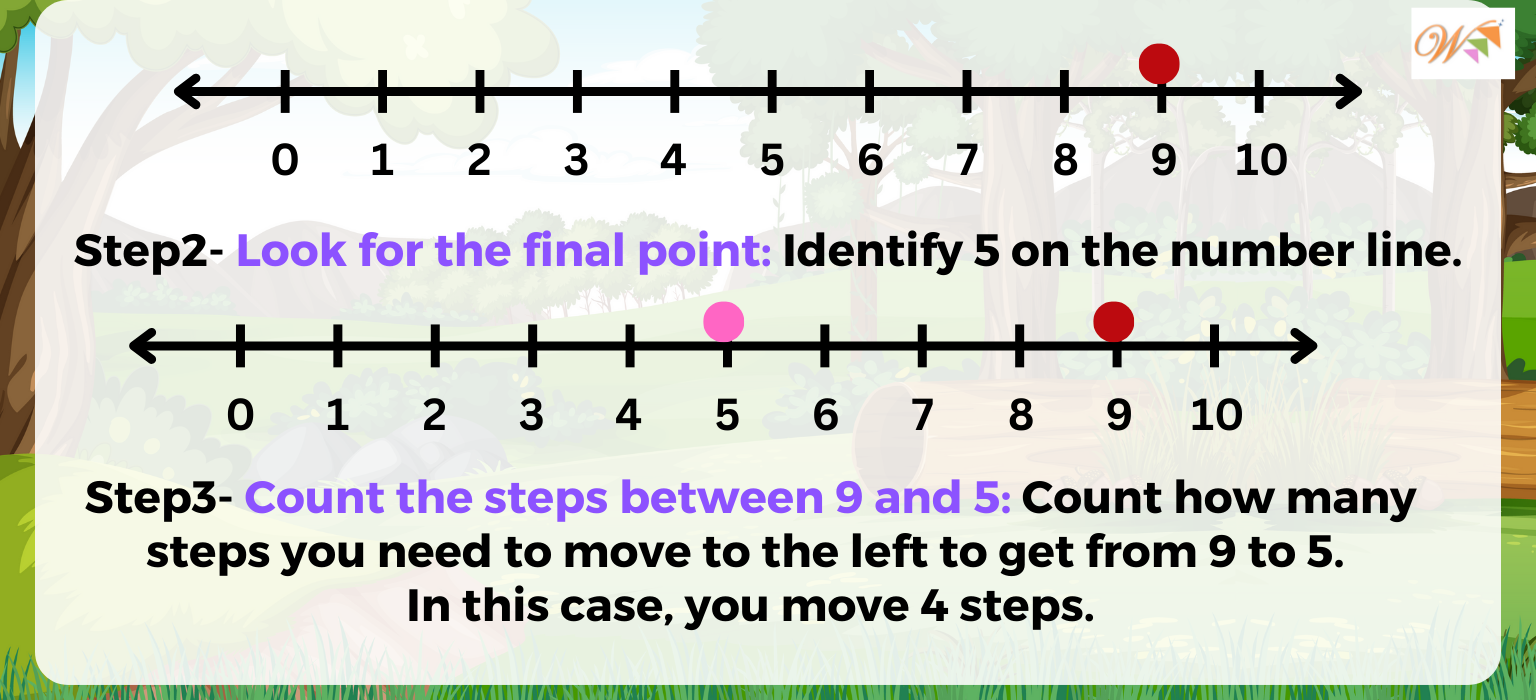 0 1 2 3 4 5 6 7 8 9 10
Step2- Look for the final point: Identify 5 on the number line.
0 1 2 3 4 5 6 7 8 9 10
Step3- Count the steps between 9 and 5: Count how many
steps you need to move to the left to get from 9 to 5.
In this case, you move 4 steps.
W